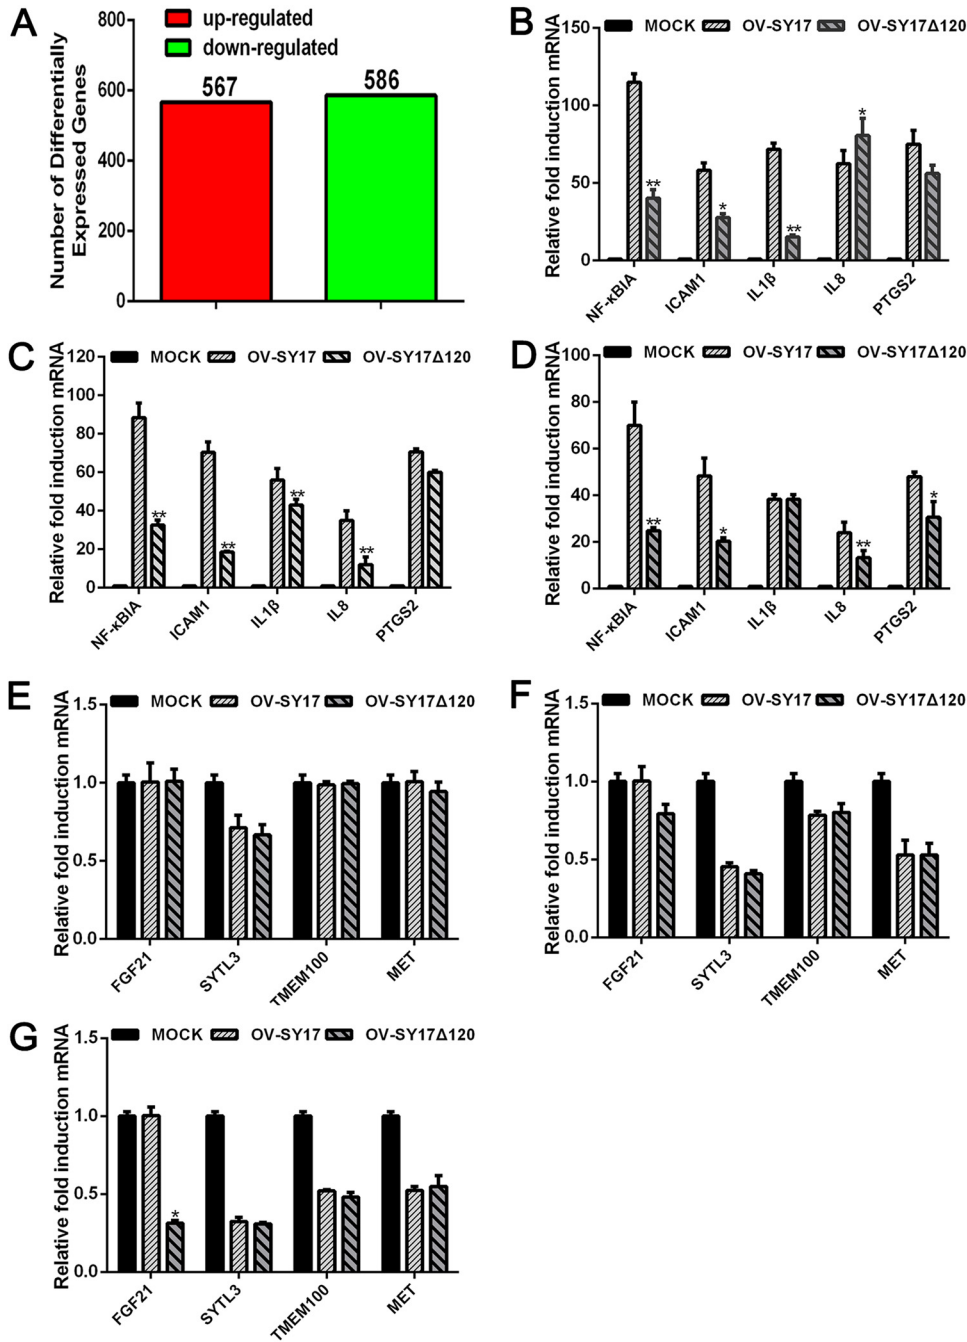 A
Number of Differentially
Expressed Genes
up-regulated
down-regulated
800
600
400
200
0
567
586
B
Relative fold induction mRNA
MOCK OV-SY17 OV-SY17Δ120
150
100
50
0
**
*
**
*
NF-κBIA ICAM1 IL1β IL8 PTGS2
C
Relative fold induction mRNA
MOCK OV-SY17 OV-SY17Δ120
120
100
80
60
40
20
0
**
**
**
**
NF-κBIA ICAM1 IL1β IL8 PTGS2
D
Relative fold induction mRNA
MOCK OV-SY17 OV-SY17Δ120
100
80
60
40
20
0
**
*
**
*
NF-κBIA ICAM1 IL1β IL8 PTGS2
E
Relative fold induction mRNA
MOCK OV-SY17 OV-SY17Δ120
1.5
1.0
0.5
0.0
FGF21 SYTL3 TMEM100 MET
F
Relative fold induction mRNA
MOCK OV-SY17 OV-SY17Δ120
1.5
1.0
0.5
0.0
FGF21 SYTL3 TMEM100 MET
G
Relative fold induction mRNA
MOCK OV-SY17 OV-SY17Δ120
1.5
1.0
0.5
0.0
*
FGF21 SYTL3 TMEM100 MET